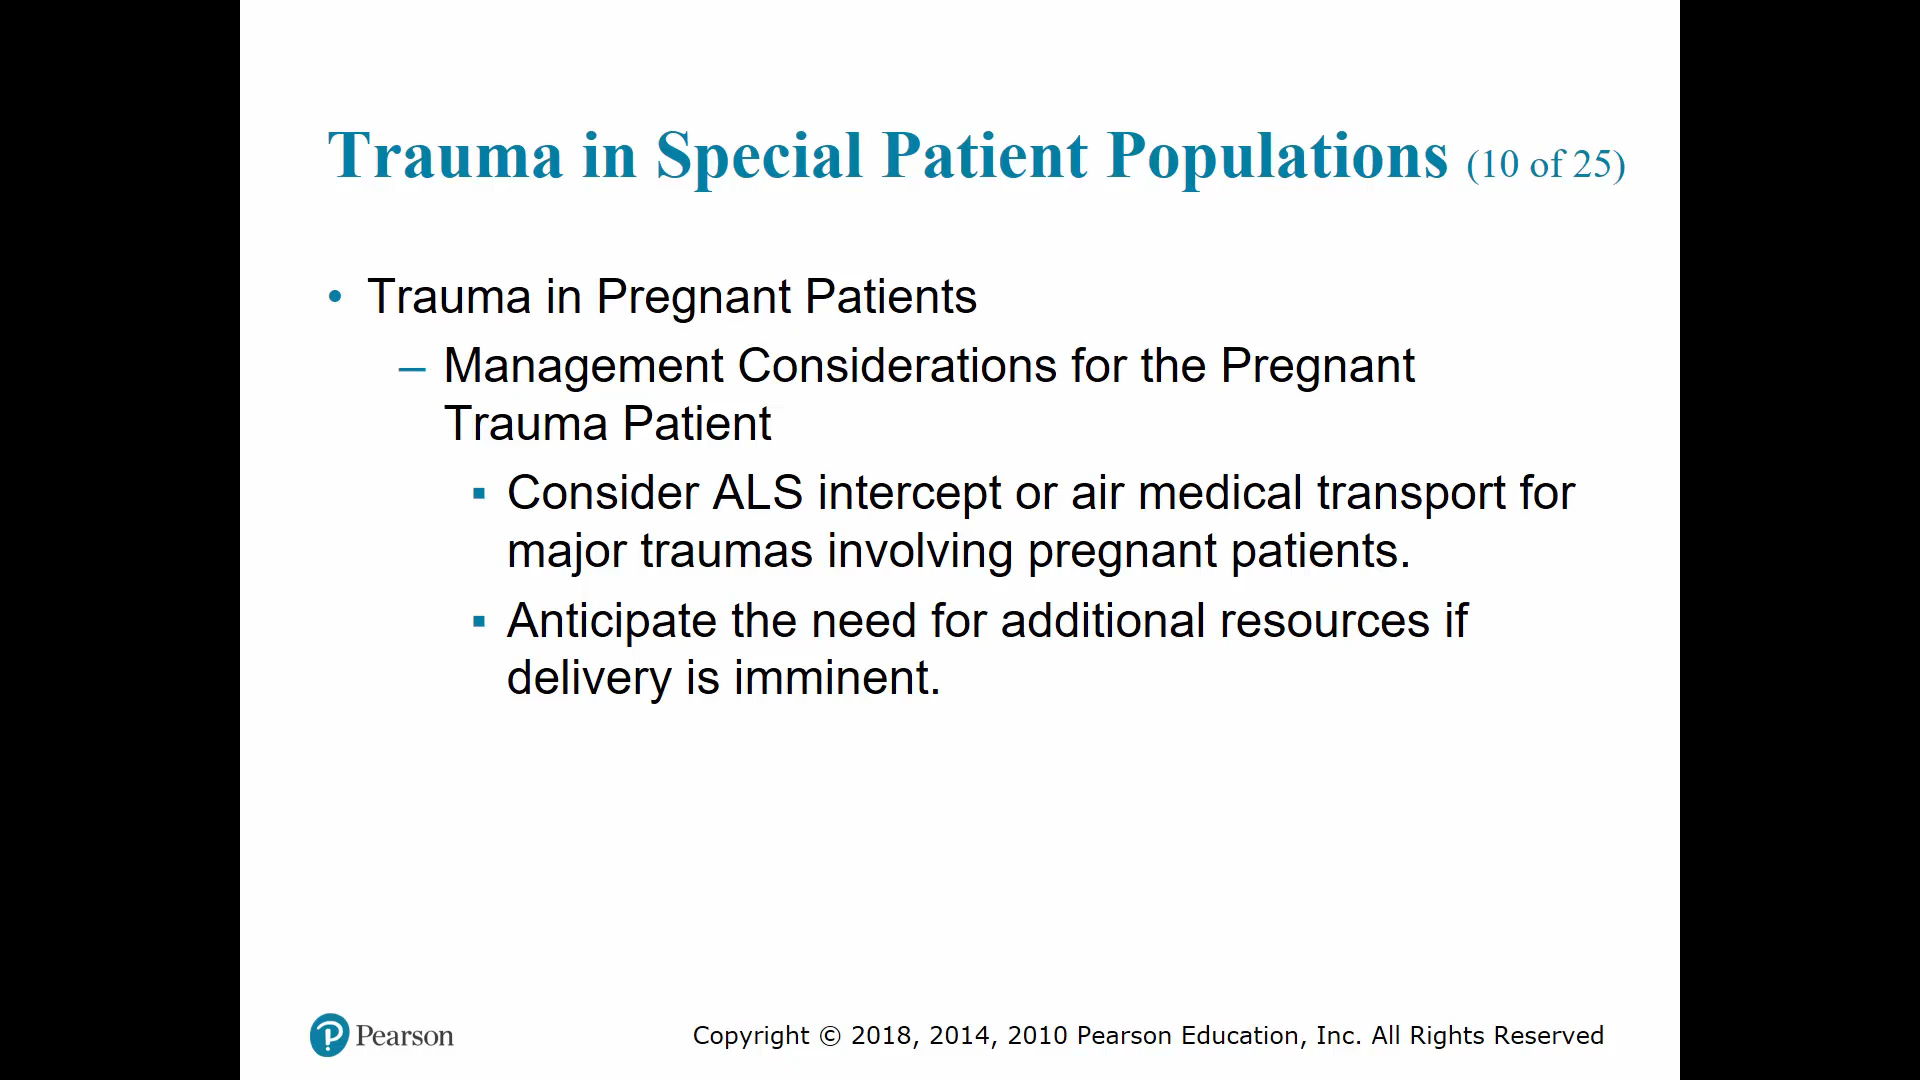 Trauma in Special Patient Populations (10 of 25)
• Trauma in Pregnant Patients
– Management Considerations for the Pregnant
Trauma Patient
▪ Consider ALS intercept or air medical transport for
major traumas involving pregnant patients.
▪ Anticipate the need for additional resources if
delivery is imminent.
Pearson
Copyright © 2018, 2014, 2010 Pearson Education, Inc. All Rights Reserved